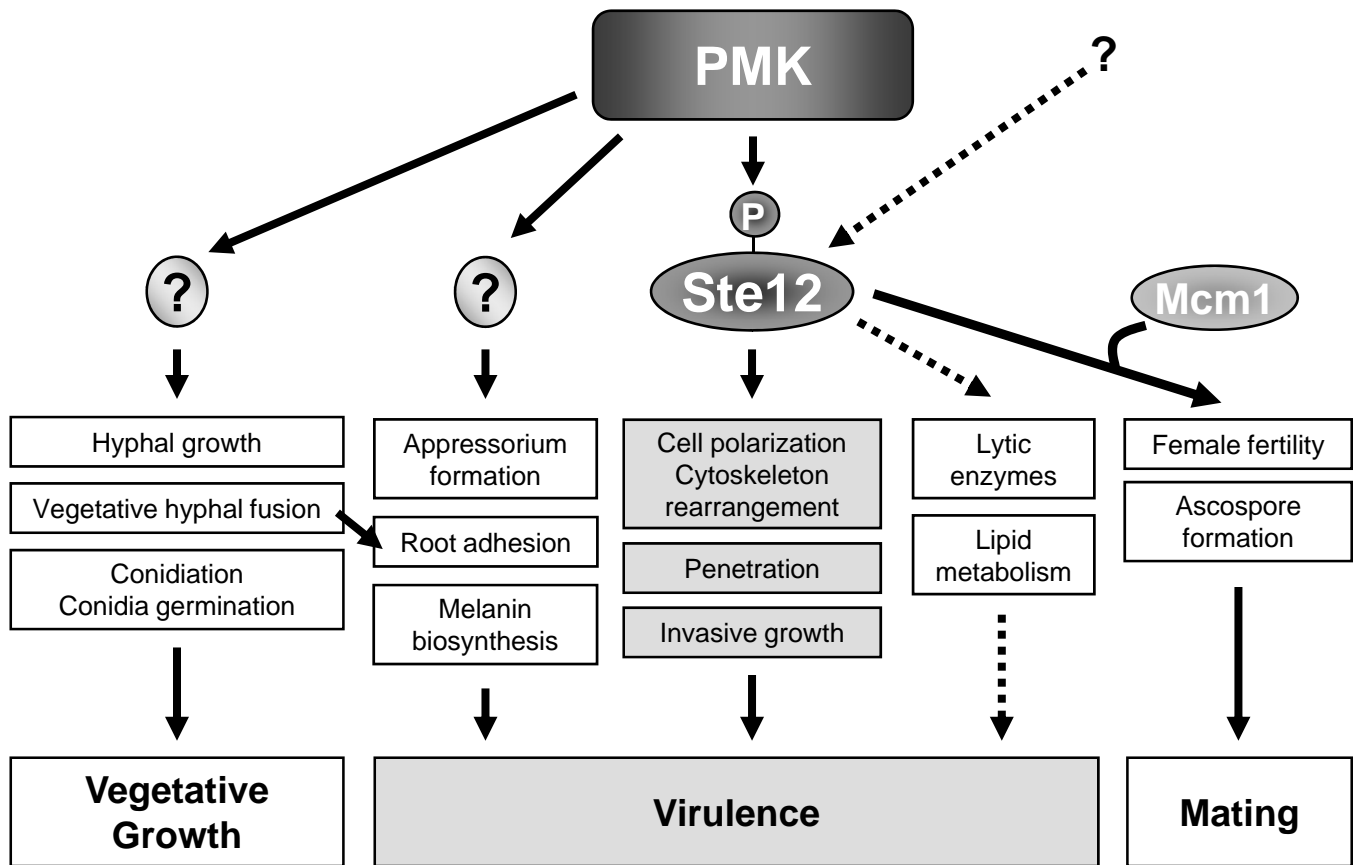 PMK
?
P
?
?
Ste12
Mcm1
Hyphal growth
Vegetative hyphal fusion
Conidiation
Conidia germination
Appressorium
formation
Root adhesion
Melanin
biosynthesis
Cell polarization
Cytoskeleton
rearrangement
Penetration
Invasive growth
Lytic
enzymes
Lipid
metabolism
Female fertility
Ascospore
formation
Vegetative
Growth
Virulence
Mating